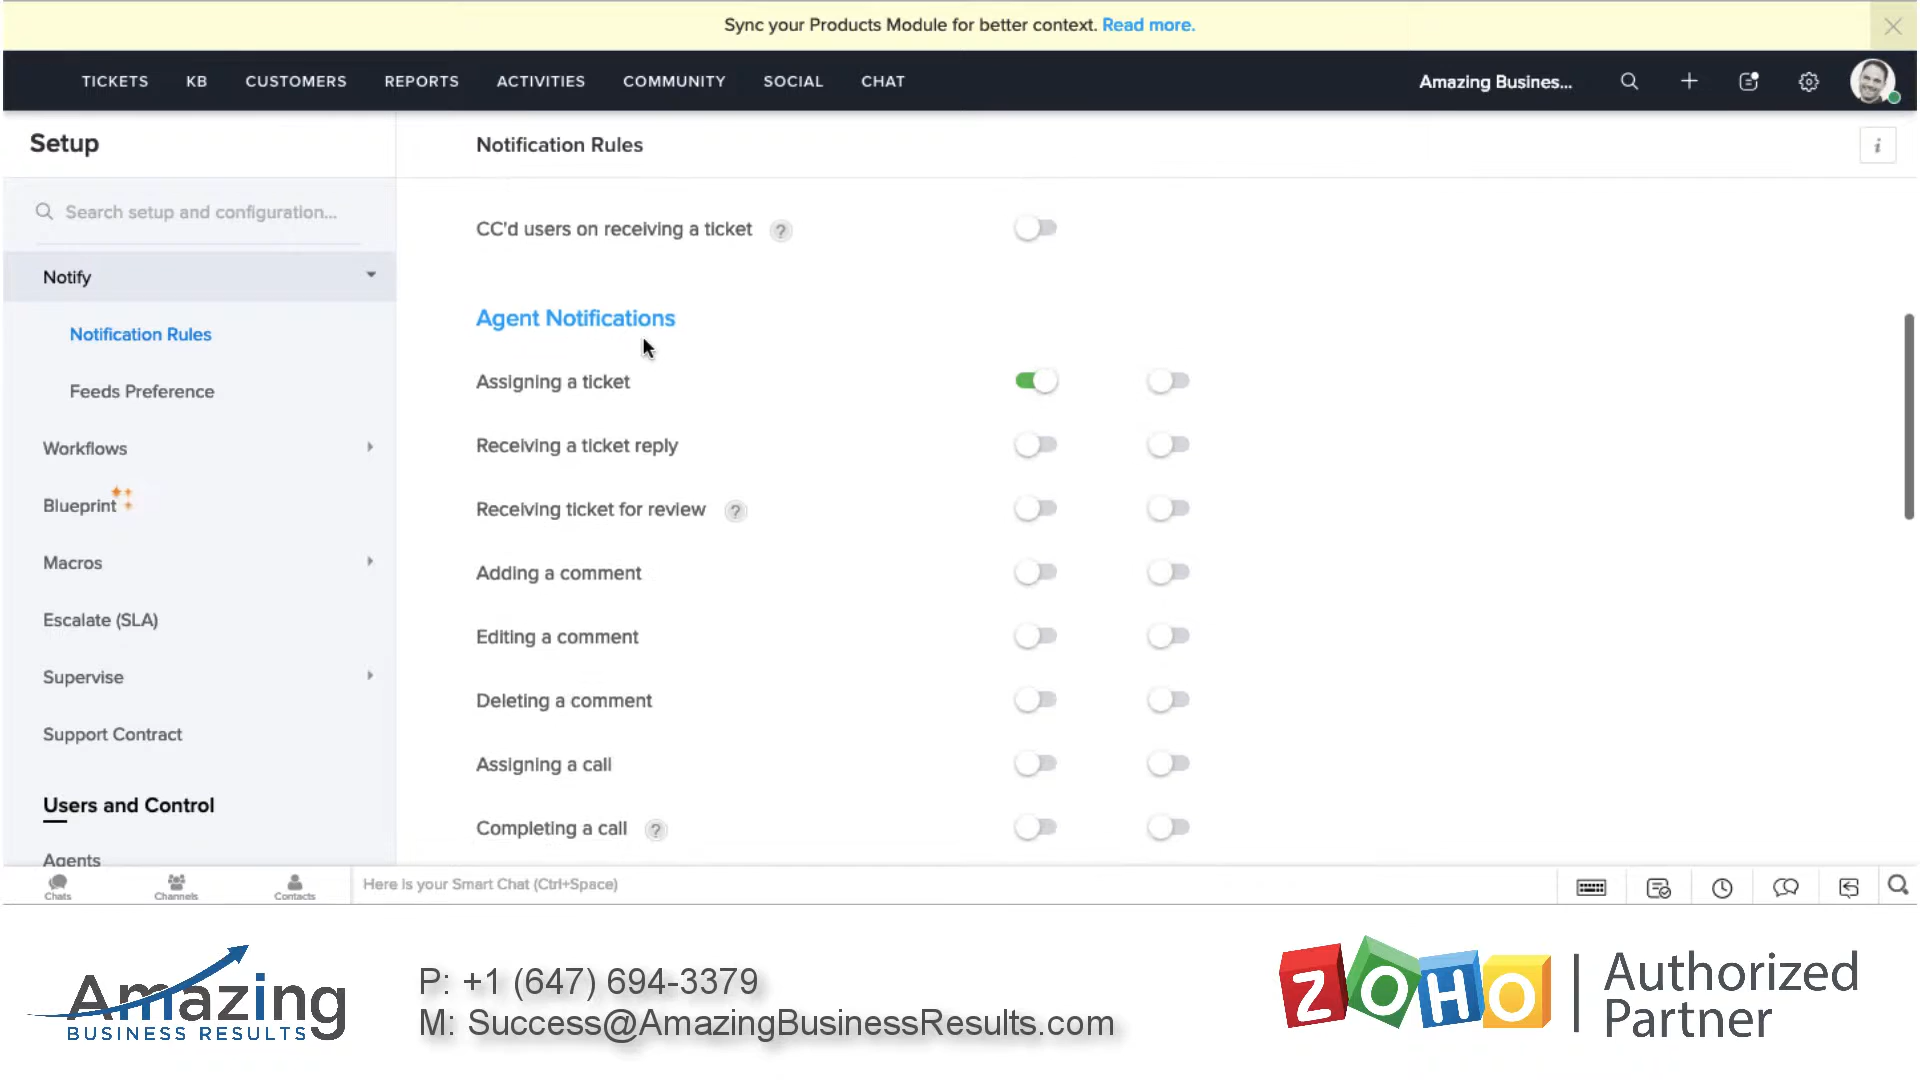 Sync your Products Module for better context. Read more.
TICKETS KB CUSTOMERS REPORTS ACTIVITIES COMMUNITY SOCIAL CHAT Amazing Busines...
Setup
Notification Rules
i
Search setup and configuration...
CC'd users on receiving a ticket ?
Notify
Agent Notifications
Notification Rules
Assigning a ticket
Feeds Preference
Receiving a ticket reply
Workflows
Receiving ticket for review ?
Blueprint
Adding a comment
Macros
Editing a comment
Escalate (SLA)
Deleting a comment
Supervise
Support Contract
Assigning a call
Users and Control
Completing a call ?
Agents
Chats Channels Contacts Here is your Smart Chat (Ctrl+Space)
Amazing
BUSINESS RESULTS
P: +1 (647) 694-3379
M: Success@AmazingBusinessResults.com
ZOHO
Authorized
Partner